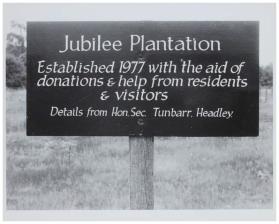 Jubilee Plantation
Established 1977 with the aid of
donations & help from residents
& visitors
Details from Hon. Sec. Tunbarr, Headley.